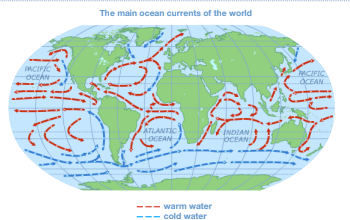 The main ocean currents of the world
PACIFIC
OCEAN
PACIFIC
OCEAN
ATLANTIC
OCEAN
INDIAN
OCEAN
warm water
cold water